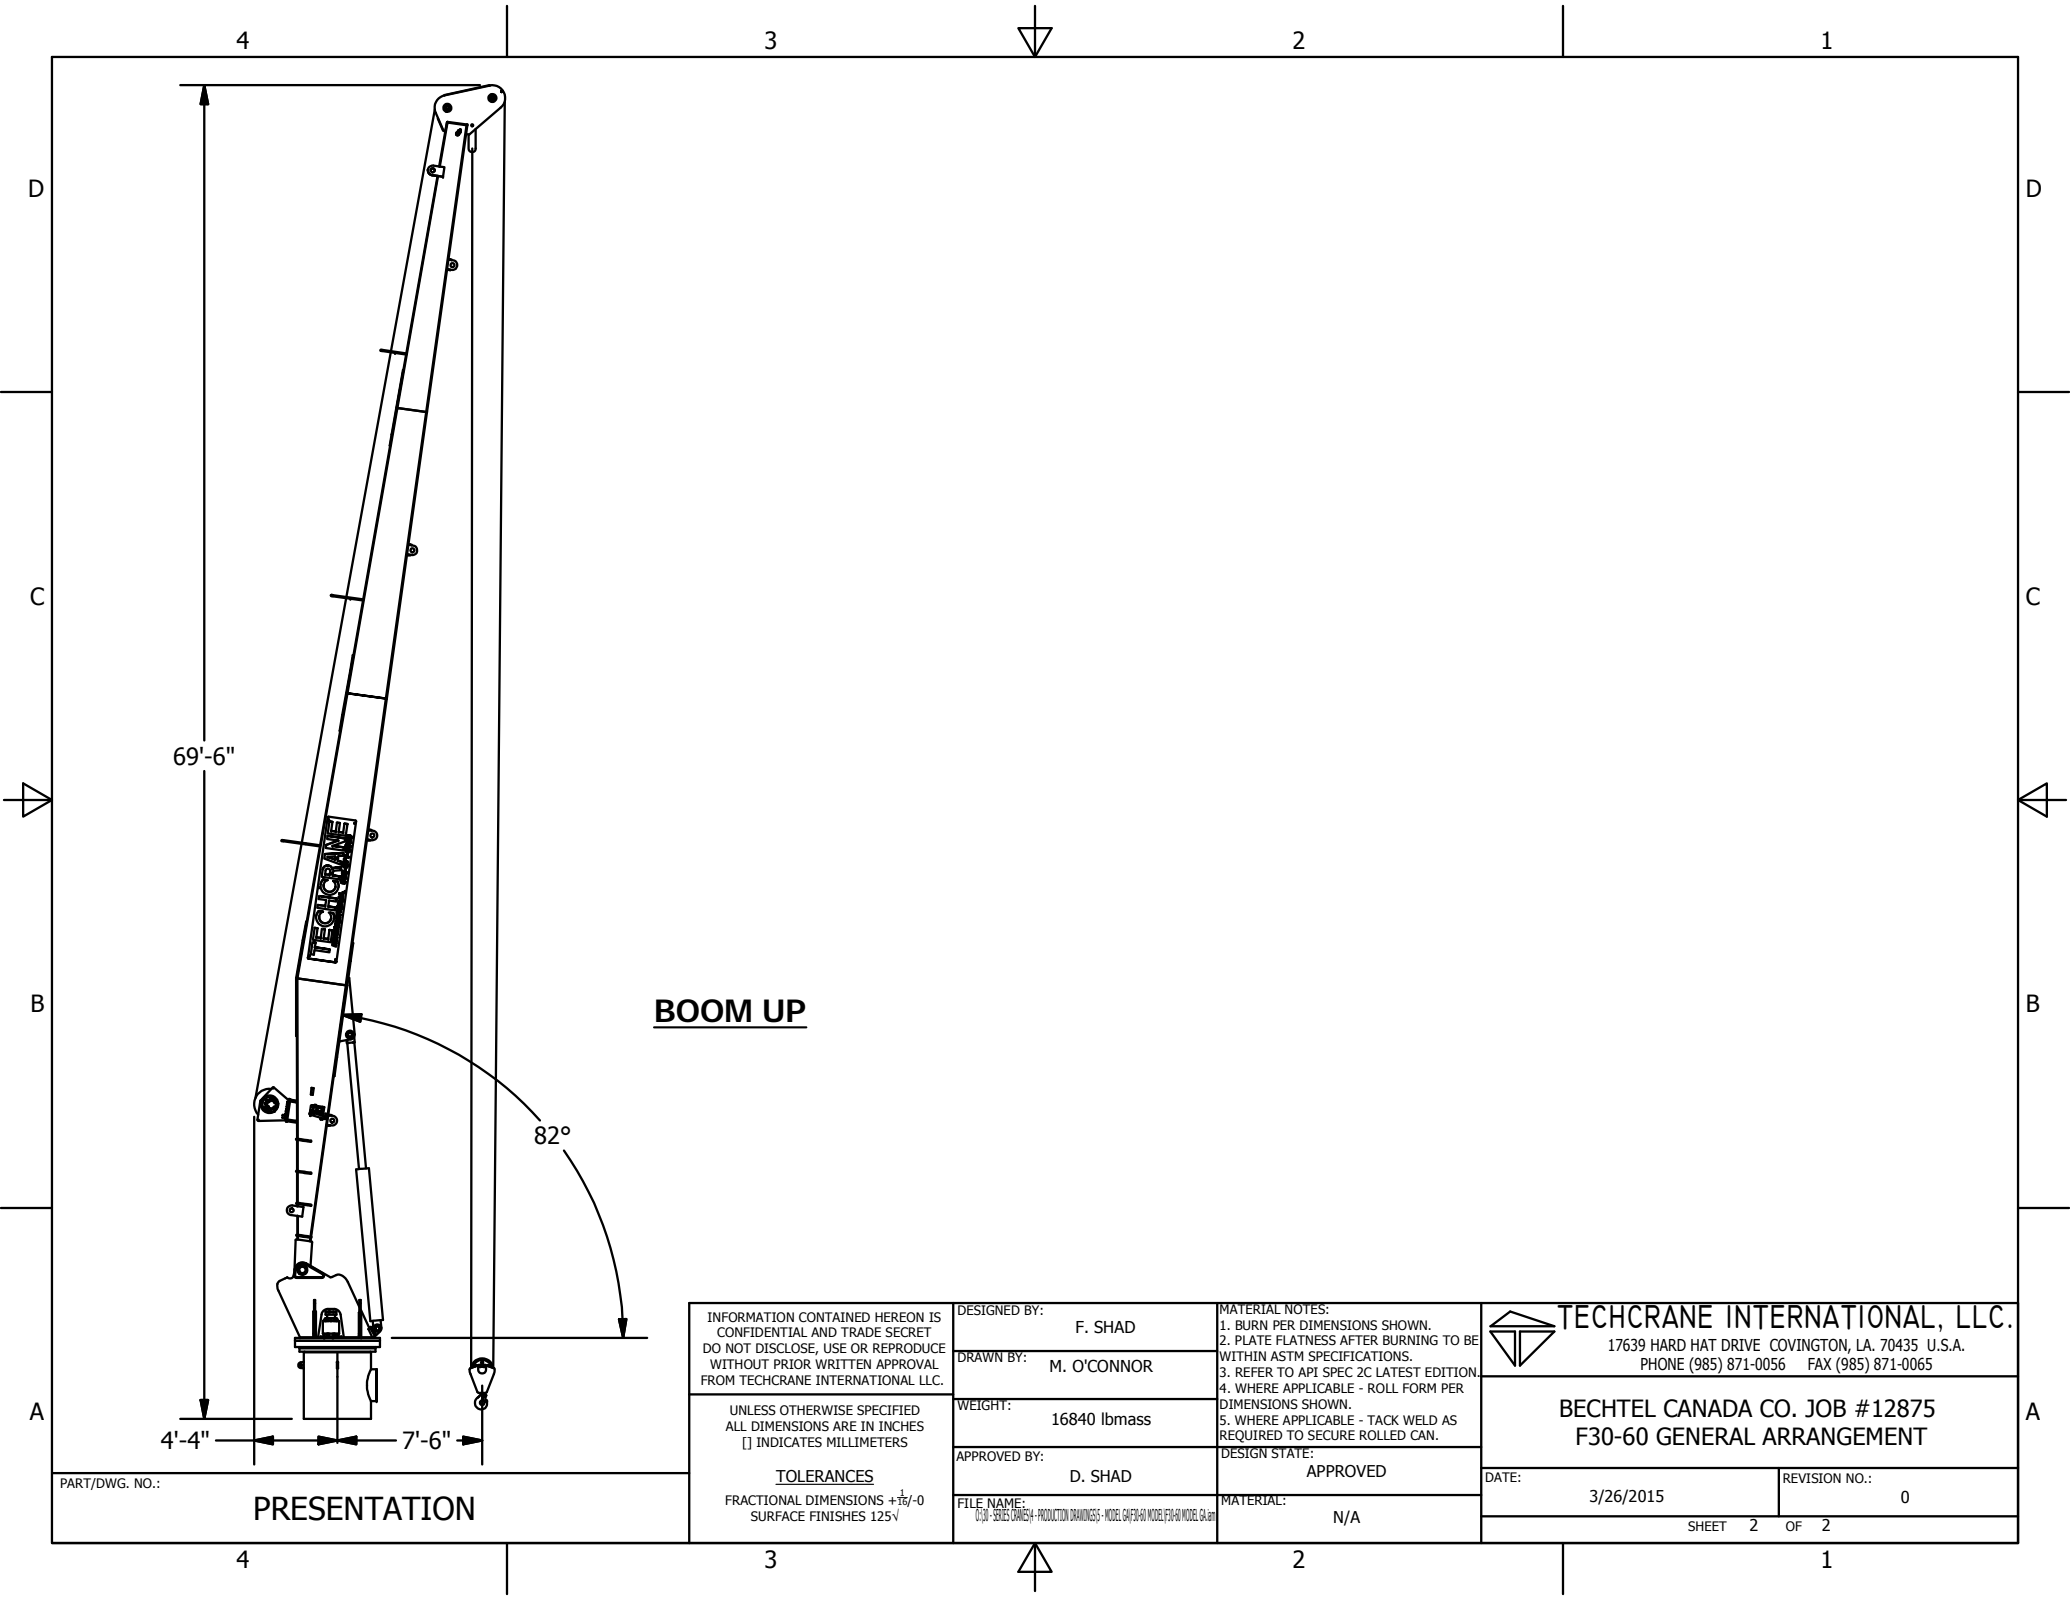 4 3 2 1
D D
C C
69'-6"
TECHCRANE
B B
BOOM UP
82°
A A
4'-4" 7'-6"
PART/DWG. NO.:
PRESENTATION
INFORMATION CONTAINED HEREON IS
CONFIDENTIAL AND TRADE SECRET
DO NOT DISCLOSE, USE OR REPRODUCE
WITHOUT PRIOR WRITTEN APPROVAL
FROM TECHCRANE INTERNATIONAL LLC.
UNLESS OTHERWISE SPECIFIED
ALL DIMENSIONS ARE IN INCHES
[] INDICATES MILLIMETERS
TOLERANCES
FRACTIONAL DIMENSIONS +1/16/-0
SURFACE FINISHES 125√
DESIGNED BY:
F. SHAD
DRAWN BY:
M. O'CONNOR
WEIGHT:
16840 lbmass
APPROVED BY:
D. SHAD
FILE NAME:
MATERIAL NOTES:
1. BURN PER DIMENSIONS SHOWN.
2. PLATE FLATNESS AFTER BURNING TO BE
WITHIN ASTM SPECIFICATIONS.
3. REFER TO API SPEC 2C LATEST EDITION.
4. WHERE APPLICABLE - ROLL FORM PER
DIMENSIONS SHOWN.
5. WHERE APPLICABLE - TACK WELD AS
REQUIRED TO SECURE ROLLED CAN.
DESIGN STATE:
APPROVED
MATERIAL:
N/A
TECHCRANE INTERNATIONAL, LLC.
17639 HARD HAT DRIVE COVINGTON, LA. 70435 U.S.A.
PHONE (985) 871-0056 FAX (985) 871-0065
BECHTEL CANADA CO. JOB #12875
F30-60 GENERAL ARRANGEMENT
DATE:
3/26/2015
REVISION NO.:
0
SHEET 2 OF 2
4 3 2 1